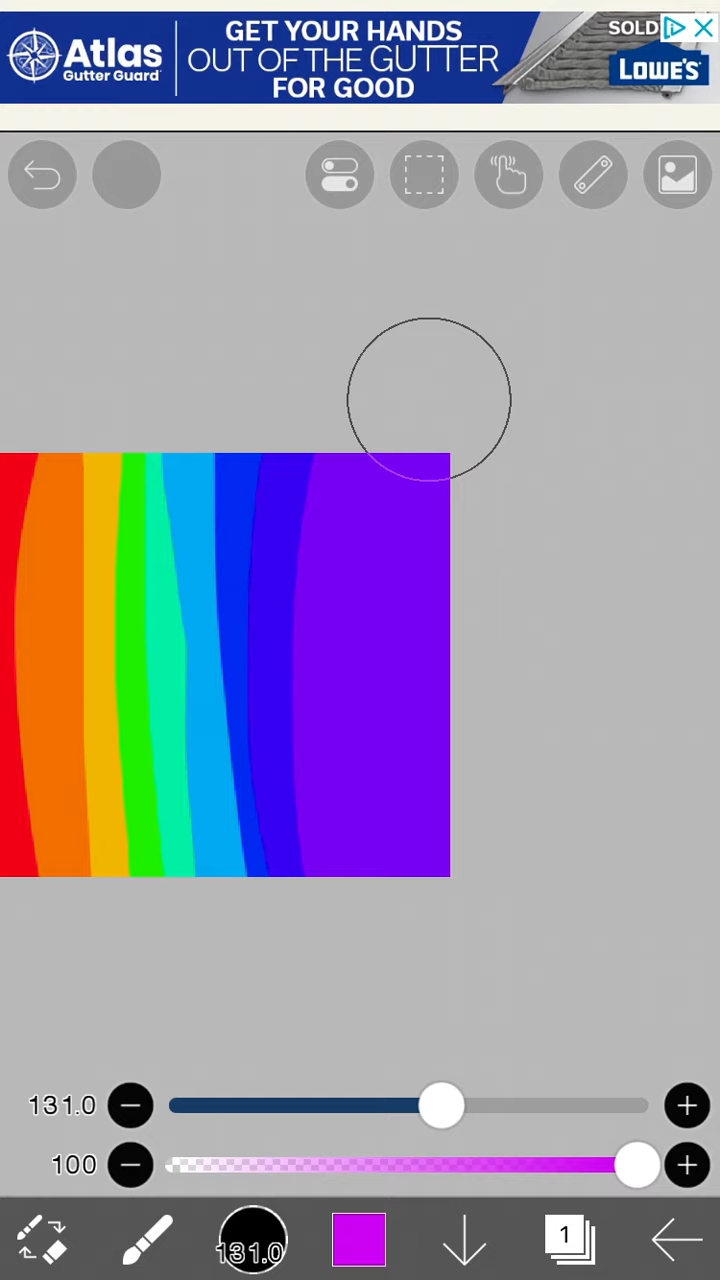 Atlas
Gutter Guard
GET YOUR HANDS
OUT OF THE GUTTER
FOR GOOD
SOLD
LOWE'S
131.0
100
131.0
1